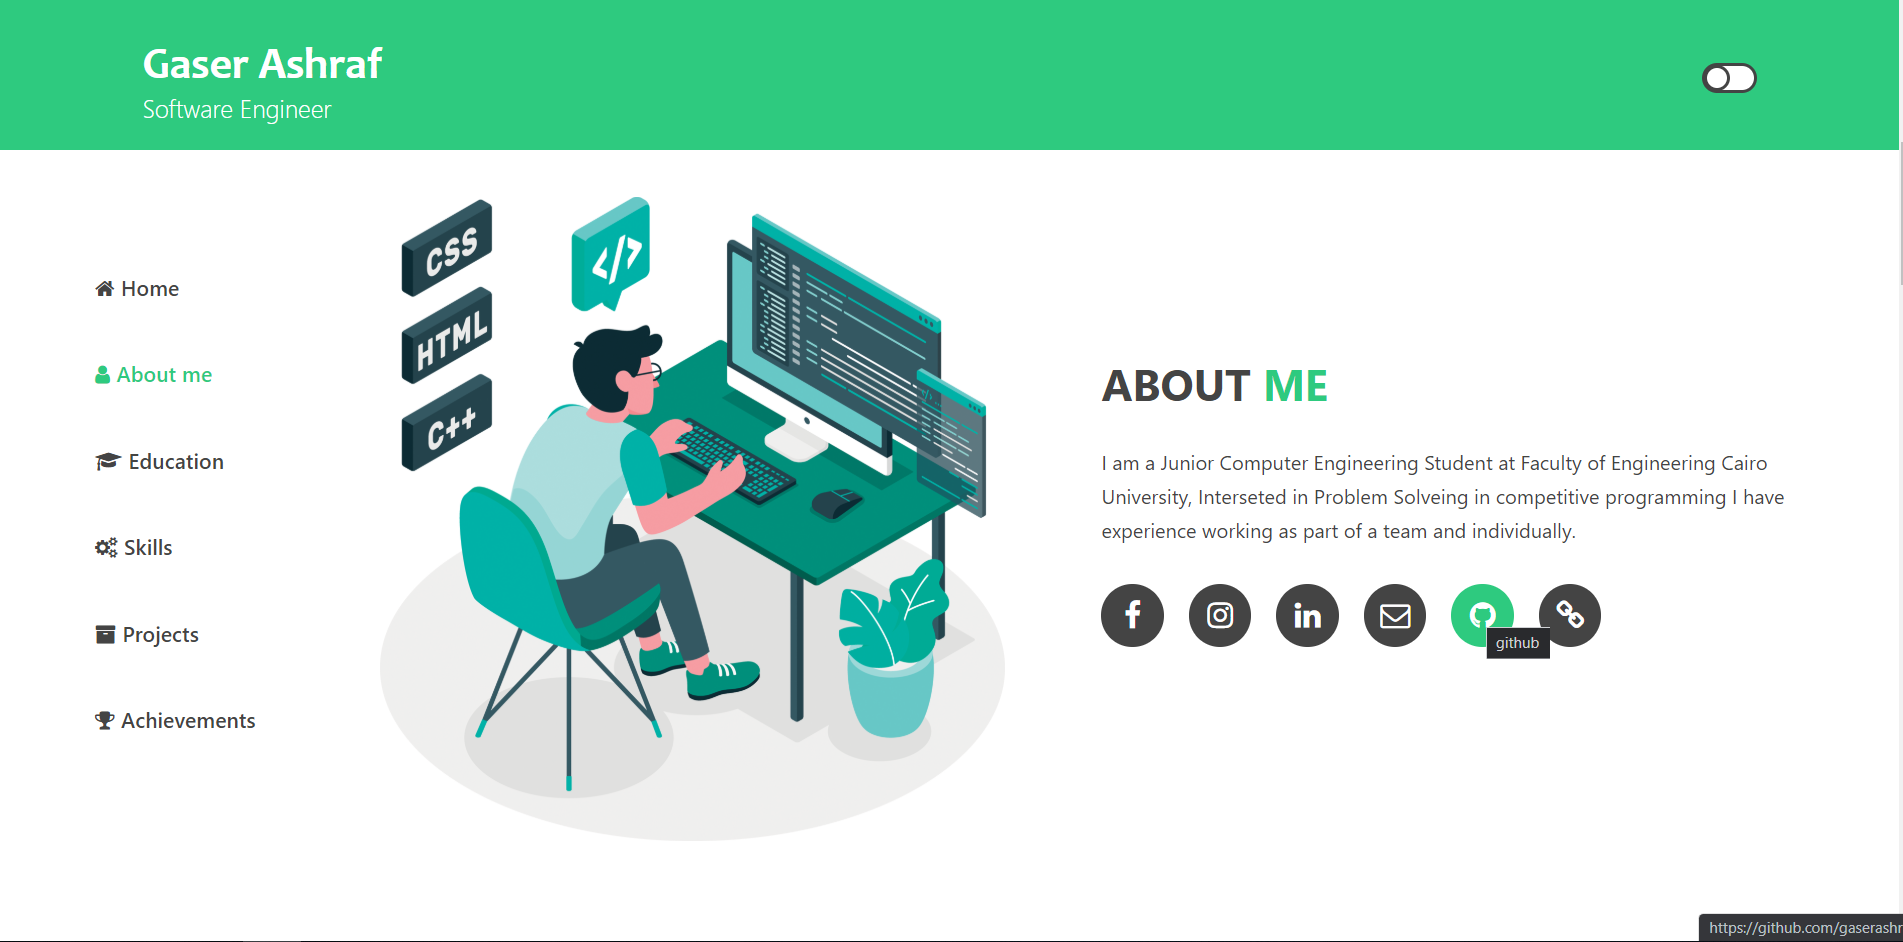 Gaser Ashraf
Software Engineer
Home
About me
Education
Skills
Projects
Achievements
CSS
</>
HTML
C++
ABOUT ME
I am a Junior Computer Engineering Student at Faculty of Engineering Cairo
University, Interseted in Problem Solveing in competitive programming I have
experience working as part of a team and individually.
f
in
github
https://github.com/gaserashr